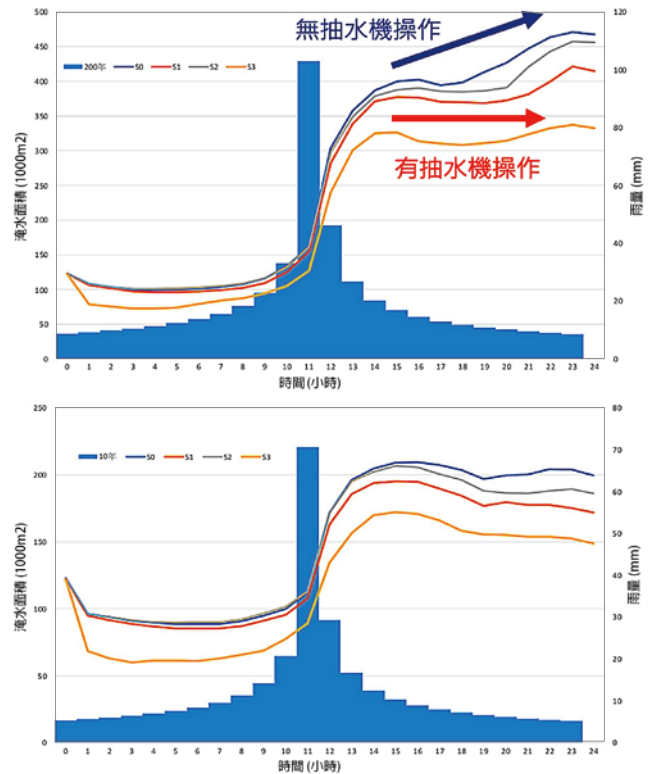 無抽水機操作
500 450 400 350 300 250 200 150 100 50 0
淹水面積 (1000m2)
200年 S0 S1 S2 S3
有抽水機操作
120 100 80 60 40 20 0
雨量 (mm)
0 1 2 3 4 5 6 7 8 9 10 11 12 13 14 15 16 17 18 19 20 21 22 23 24
時間 (小時)
250 200 150 100 50 0
淹水面積 (1000m2)
10年 S0 S1 S2 S3
80 70 60 50 40 30 20 10 0
雨量 (mm)
0 1 2 3 4 5 6 7 8 9 10 11 12 13 14 15 16 17 18 19 20 21 22 23 24
時間 (小時)